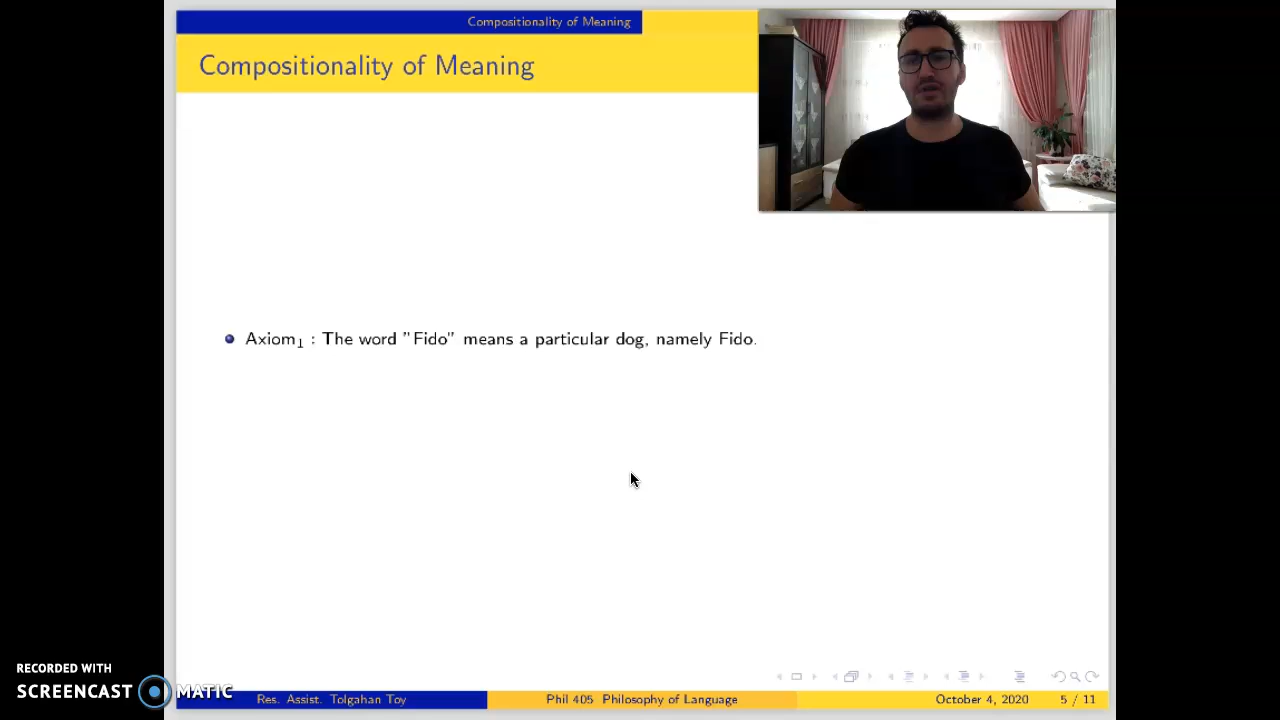 Compositionality of Meaning
Compositionality of Meaning
Axiom1 : The word "Fido" means a particular dog, namely Fido.
RECORDED WITH
SCREENCAST MATIC
Res. Assist. Tolgahan Toy Phil 405 Philosophy of Language October 4, 2020 5 / 11